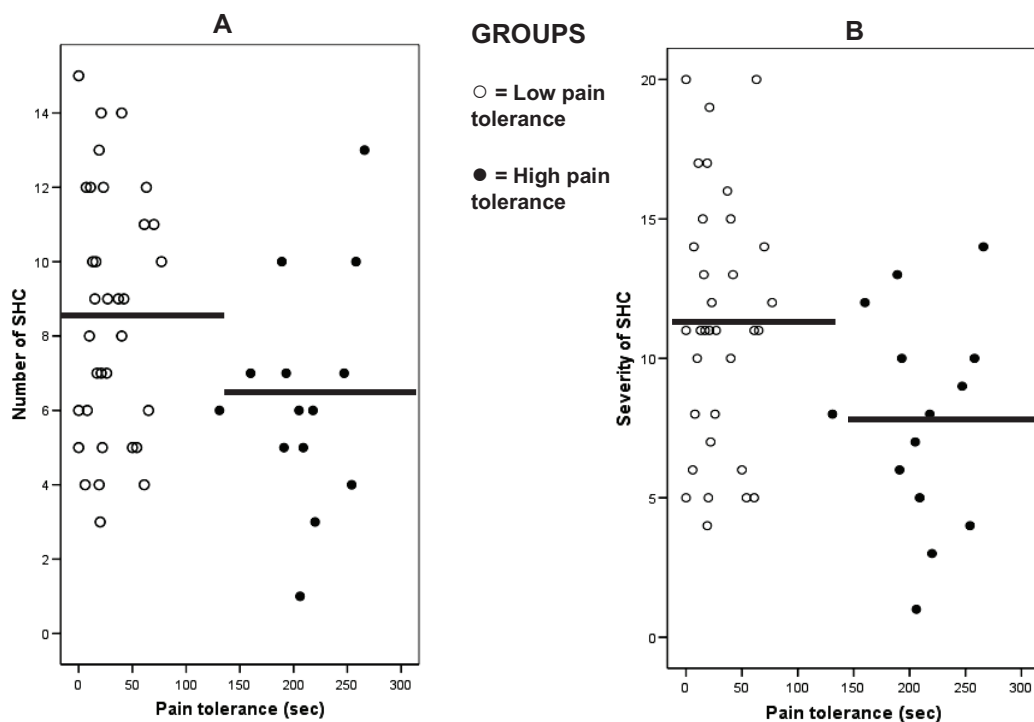 A
GROUPS
○ = Low pain
tolerance
● = High pain
tolerance
B
Number of SHC
14
12
10
8
6
4
2
0
0 50 100 150 200 250 300
Pain tolerance (sec)
Severity of SHC
20
15
10
5
0
0 50 100 150 200 250 300
Pain tolerance (sec)